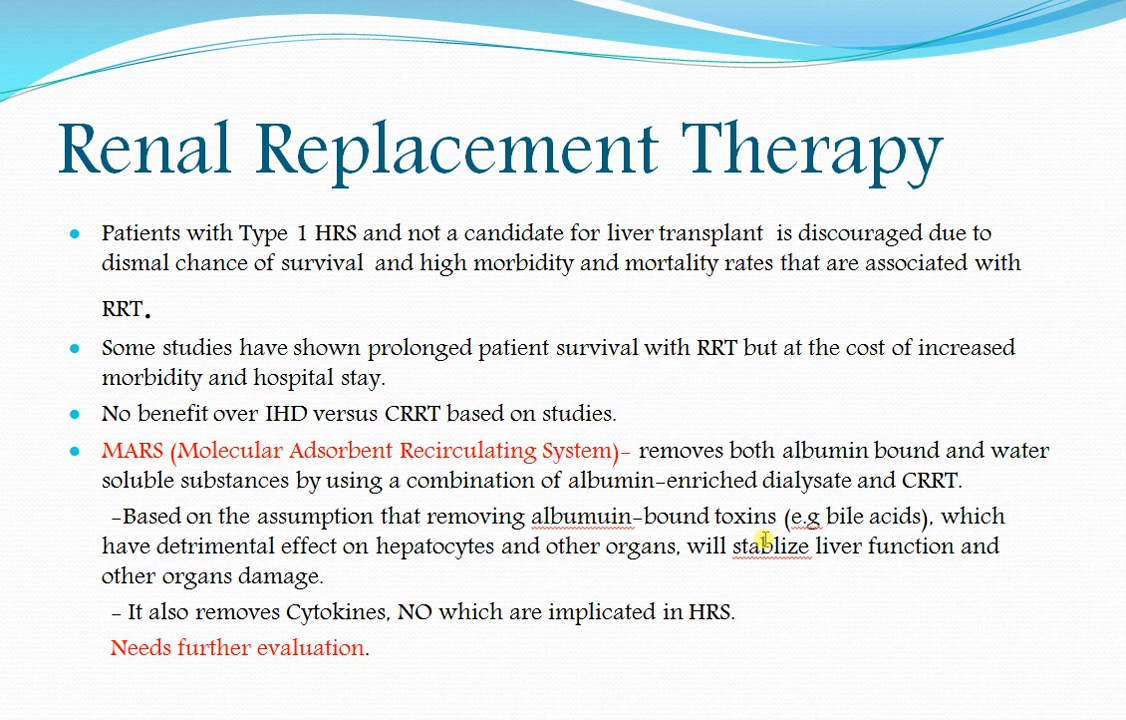 Renal Replacement Therapy
• Patients with Type 1 HRS and not a candidate for liver transplant is discouraged due to
dismal chance of survival and high morbidity and mortality rates that are associated with
RRT.
• Some studies have shown prolonged patient survival with RRT but at the cost of increased
morbidity and hospital stay.
• No benefit over IHD versus CRRT based on studies.
• MARS (Molecular Adsorbent Recirculating System)- removes both albumin bound and water
soluble substances by using a combination of albumin-enriched dialysate and CRRT.
-Based on the assumption that removing albumuin-bound toxins (e.g bile acids), which
have detrimental effect on hepatocytes and other organs, will stablize liver function and
other organs damage.
- It also removes Cytokines, NO which are implicated in HRS.
Needs further evaluation.